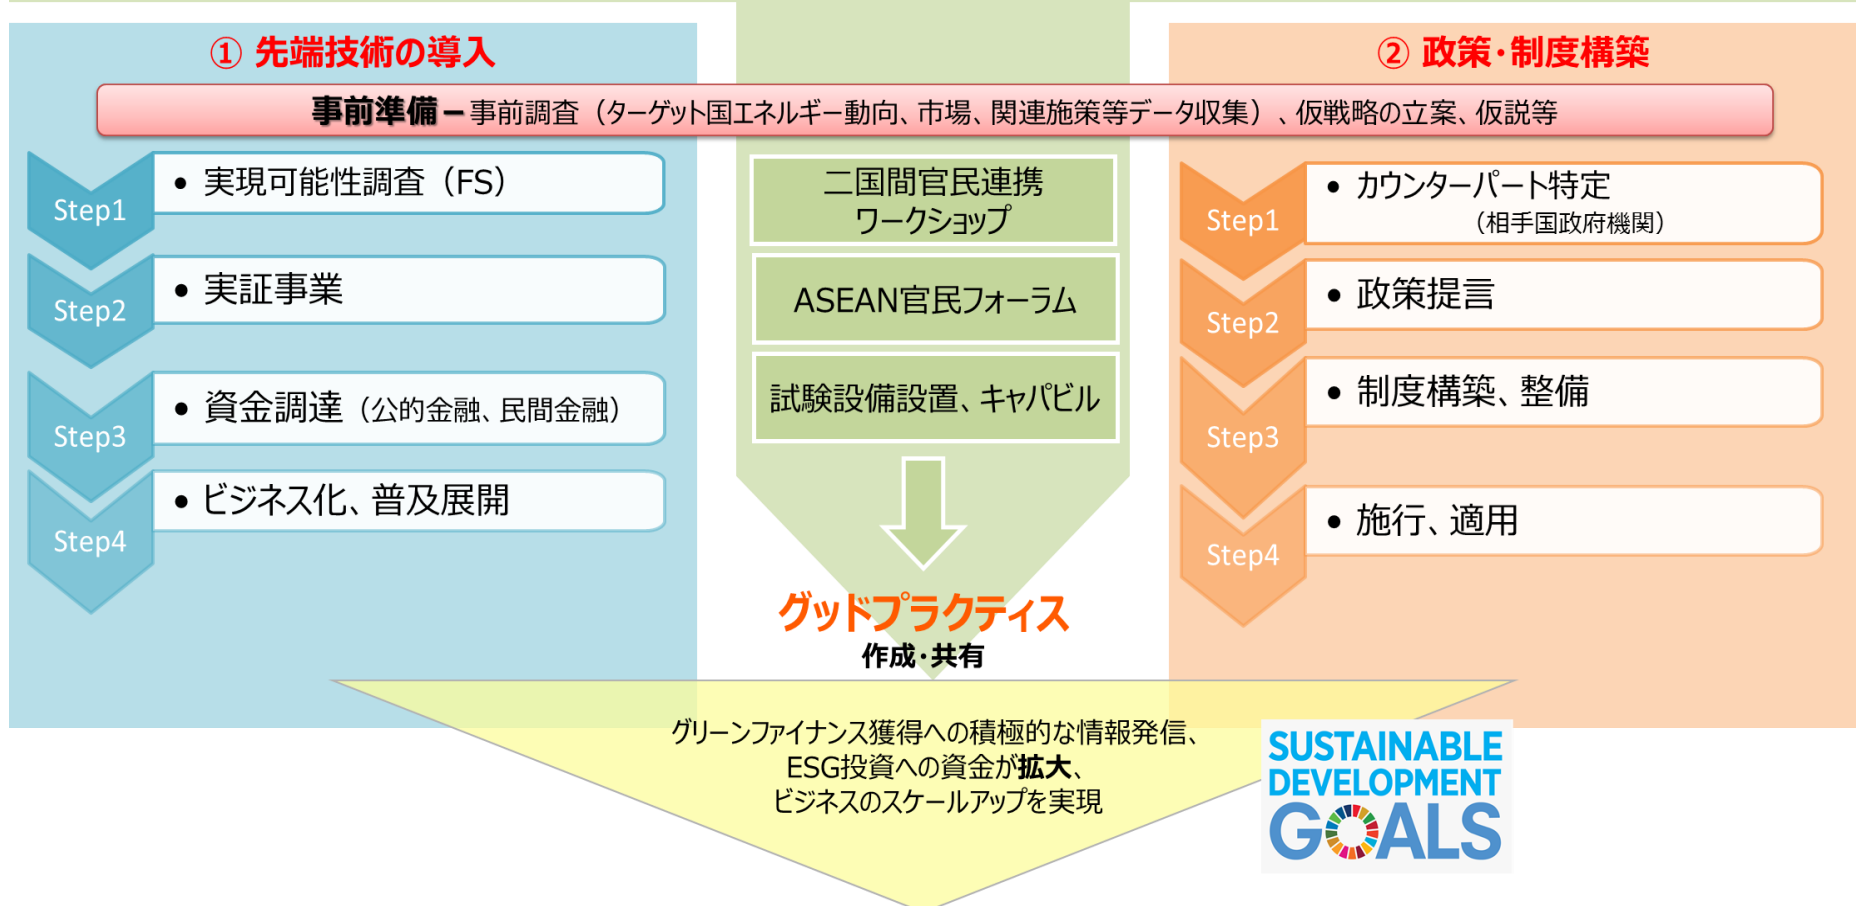 ① 先端技術の導入
② 政策・制度構築
事前準備 – 事前調査（ターゲット国エネルギー動向、市場、関連施策等データ収集）、仮戦略の立案、仮説等
Step1
• 実現可能性調査（FS）
Step2
• 実証事業
Step3
• 資金調達（公的金融、民間金融）
Step4
• ビジネス化、普及展開
二国間官民連携
ワークショップ
ASEAN官民フォーラム
試験設備設置、キャパビル
グッドプラクティス
作成・共有
Step1
• カウンターパート特定
（相手国政府機関）
Step2
• 政策提言
Step3
• 制度構築、整備
Step4
• 施行、適用
グリーンファイナンス獲得への積極的な情報発信、
ESG投資への資金が拡大、
ビジネスのスケールアップを実現
SUSTAINABLE
DEVELOPMENT
GOALS